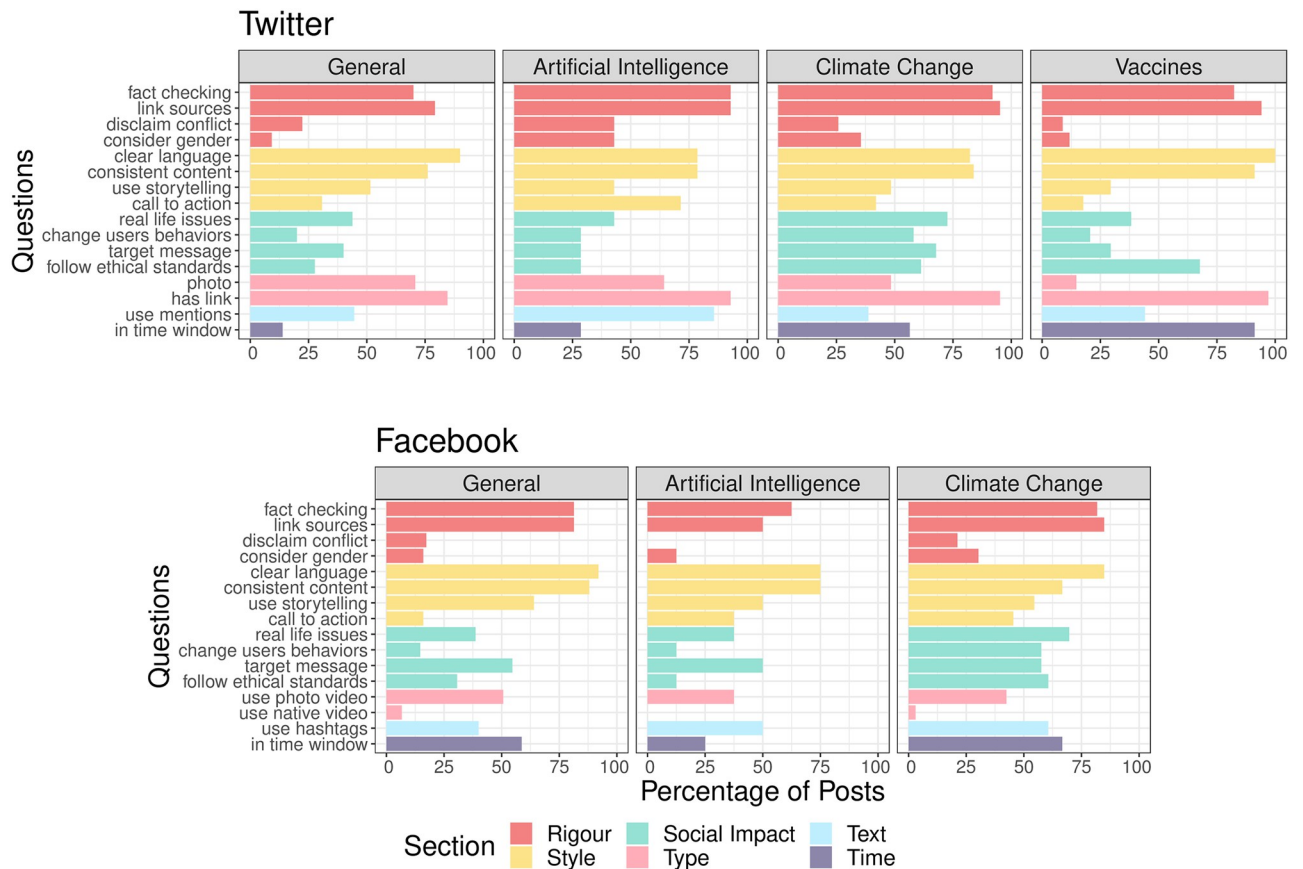 Twitter
General Artificial Intelligence Climate Change Vaccines
Questions
fact checking
link sources
disclaim conflict
consider gender
clear language
consistent content
use storytelling
call to action
real life issues
change users behaviors
target message
follow ethical standards
photo
has link
use mentions
in time window
0 25 50 75 100 0 25 50 75 100 0 25 50 75 100 0 25 50 75 100
Facebook
General Artificial Intelligence Climate Change
Questions
fact checking
link sources
disclaim conflict
consider gender
clear language
consistent content
use storytelling
call to action
real life issues
change users behaviors
target message
follow ethical standards
use photo video
use native video
use hashtags
in time window
0 25 50 75 100 0 25 50 75 100 0 25 50 75 100
Percentage of Posts
Section
Rigour Social Impact Text
Style Type Time